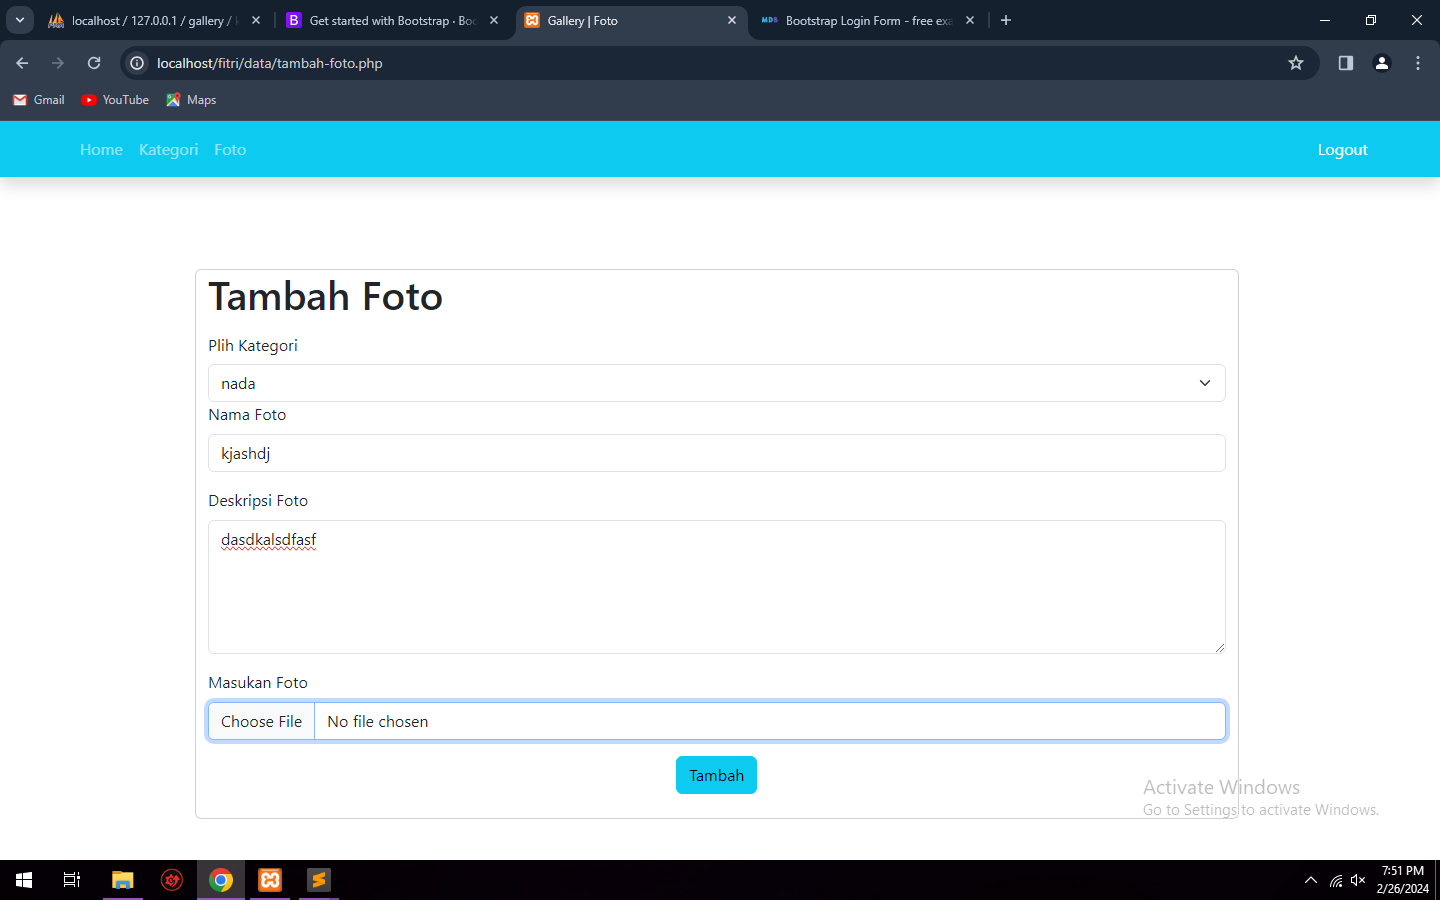 localhost / 127.0.0.1 / gallery /
Get started with Bootstrap · Boo
Gallery | Foto
Bootstrap Login Form - free exa
localhost/fitri/data/tambah-foto.php
Gmail
YouTube
Maps
Home
Kategori
Foto
Logout
Tambah Foto
Plih Kategori
nada
Nama Foto
kjashdj
Deskripsi Foto
dasdkalsdfasf
Masukan Foto
Choose File
No file chosen
Tambah
Activate Windows
Go to Settings to activate Windows.
7:51 PM
2/26/2024